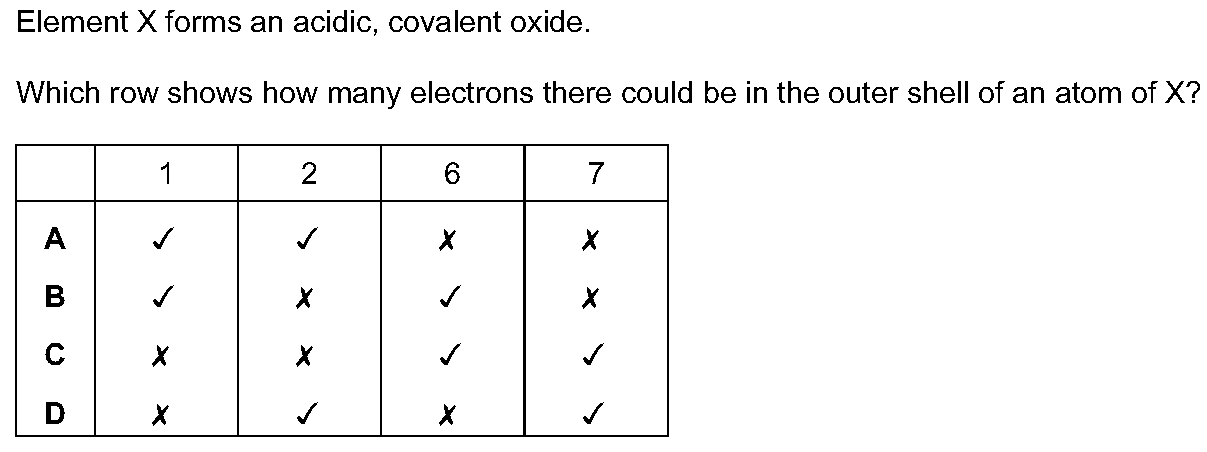 Element X forms an acidic, covalent oxide.
Which row shows how many electrons there could be in the outer shell of an atom of X?
1 2 6 7
A ✓ ✓ ✗ ✗
B ✓ ✗ ✓ ✗
C ✗ ✗ ✓ ✓
D ✗ ✓ ✗ ✓